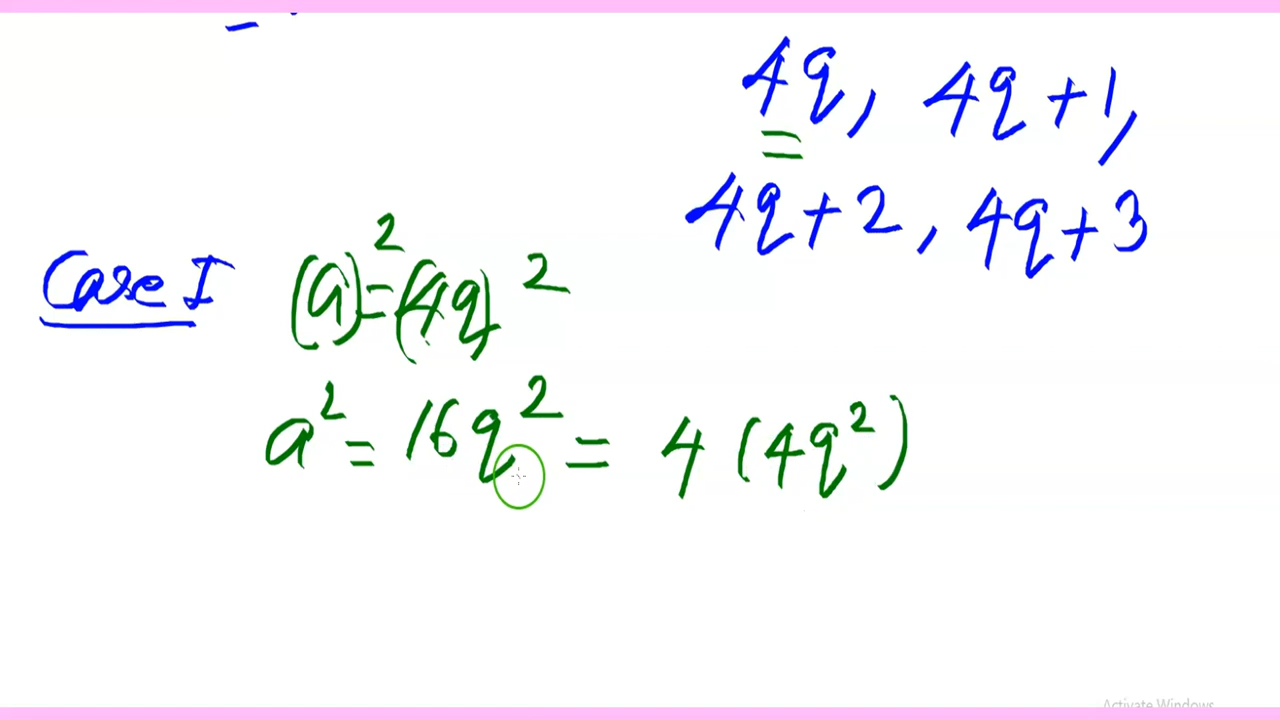 4q, 4q+1,
4q+2, 4q+3
Case I (a)²=(4q)²
a² = 16q² = 4(4q²)
Activate Windows